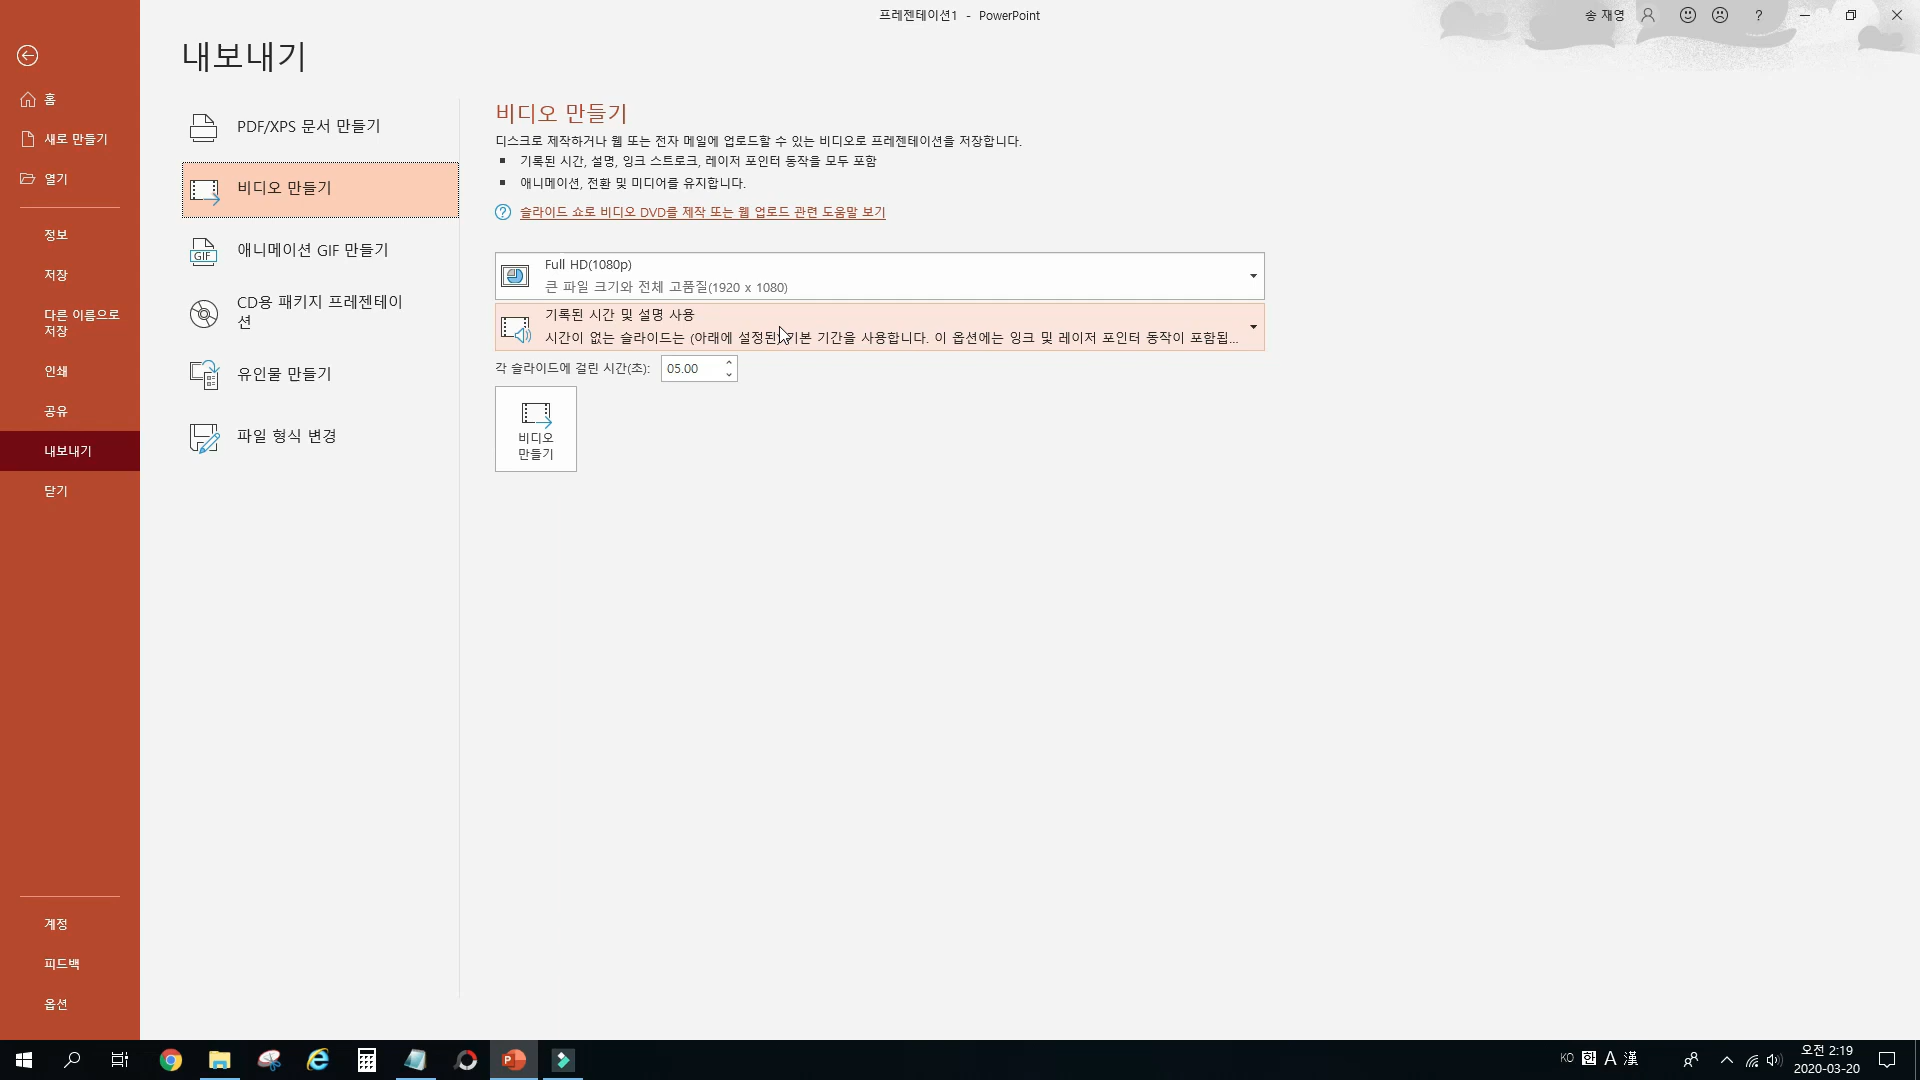 프레젠테이션1 - PowerPoint
송 재영
?
홈
새로 만들기
열기
정보
저장
다른 이름으로
저장
인쇄
공유
내보내기
닫기
계정
피드백
옵션
내보내기
PDF/XPS 문서 만들기
비디오 만들기
GIF
애니메이션 GIF 만들기
CD용 패키지 프레젠테이
션
유인물 만들기
파일 형식 변경
비디오 만들기
디스크로 제작하거나 웹 또는 전자 메일에 업로드할 수 있는 비디오로 프레젠테이션을 저장합니다.
기록된 시간, 설명, 잉크 스트로크, 레이저 포인터 동작을 모두 포함
애니메이션, 전환 및 미디어를 유지합니다.
슬라이드 쇼로 비디오 DVD를 제작 또는 웹 업로드 관련 도움말 보기
Full HD(1080p)
큰 파일 크기와 전체 고품질(1920 x 1080)
기록된 시간 및 설명 사용
시간이 없는 슬라이드는 (아래에 설정된) 기본 기간을 사용합니다. 이 옵션에는 잉크 및 레이저 포인터 동작이 포함됩...
각 슬라이드에 걸린 시간(초): 05.00
비디오
만들기
KO 한 A 漢
오전 2:19
2020-03-20